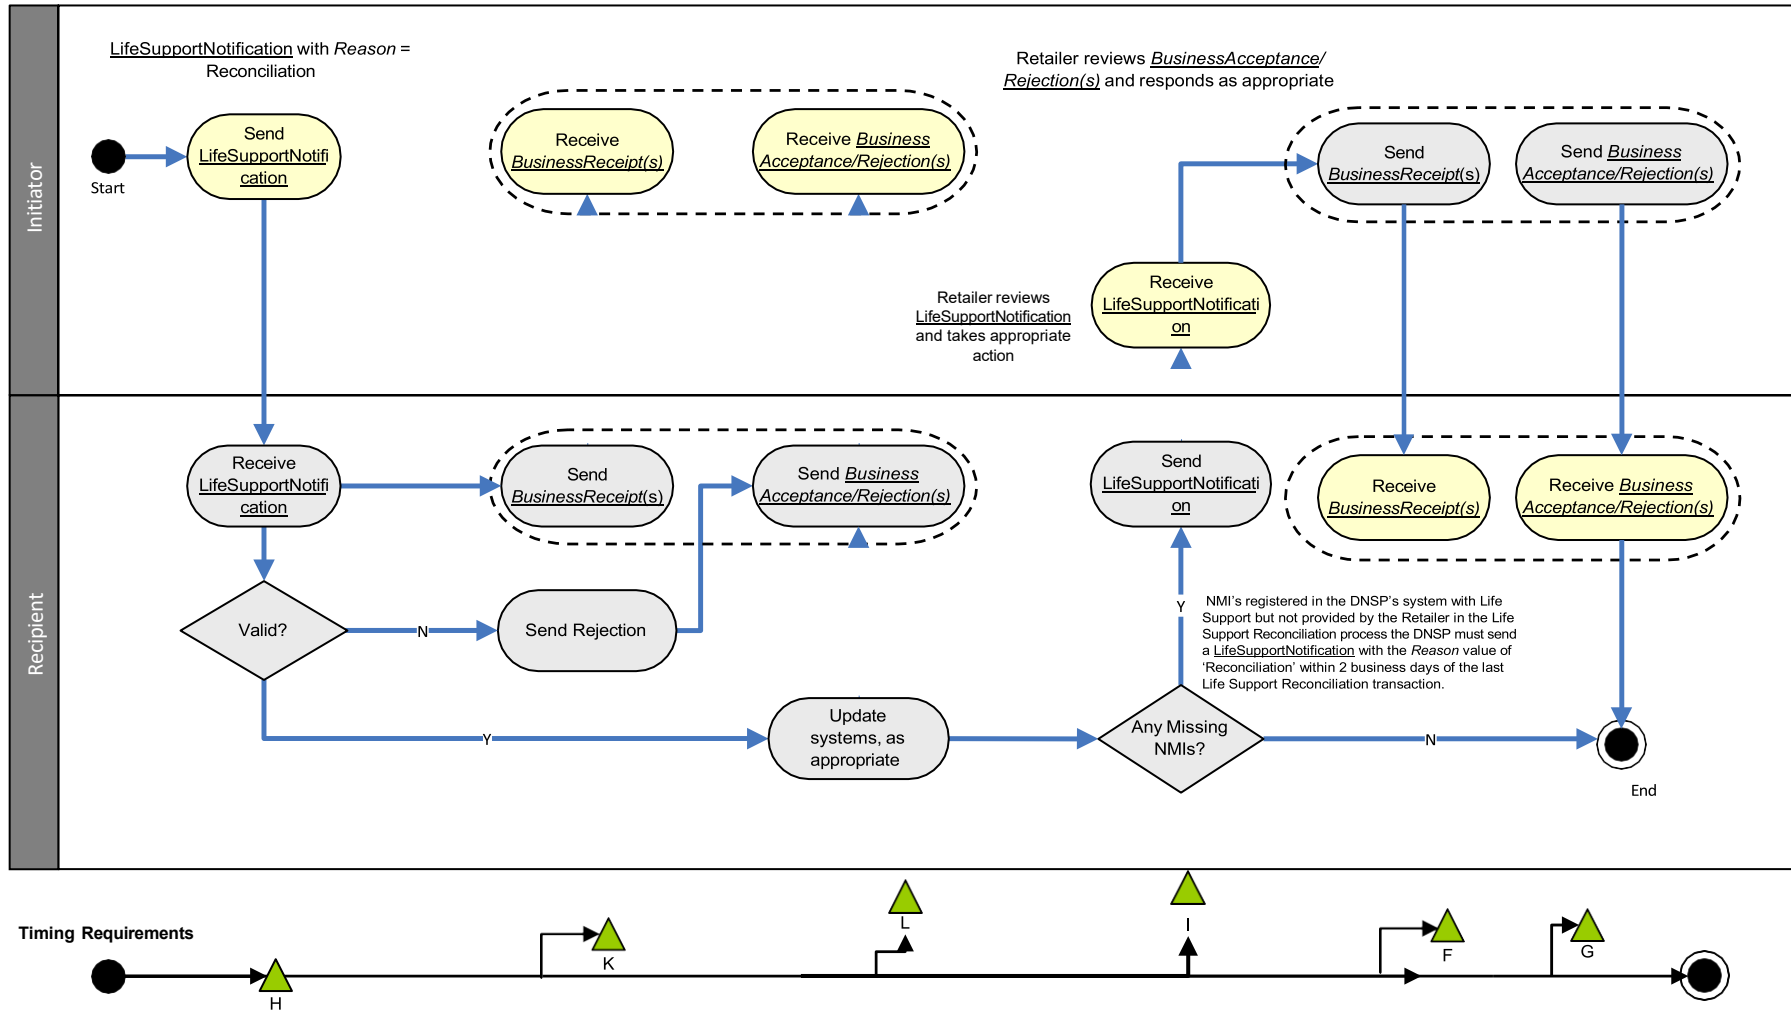 LifeSupportNotification with Reason =
Reconciliation
Retailer reviews BusinessAcceptance/
Rejection(s) and responds as appropriate
Initiator
Start
Send
LifeSupportNotifi
cation
Receive
BusinessReceipt(s)
Receive Business
Acceptance/Rejection(s)
Send
BusinessReceipt(s)
Send Business
Acceptance/Rejection(s)
Retailer reviews
LifeSupportNotification
and takes appropriate
action
Receive
LifeSupportNotificati
on
Recipient
Receive
LifeSupportNotifi
cation
Send
BusinessReceipt(s)
Send Business
Acceptance/Rejection(s)
Send
LifeSupportNotificati
on
Receive
BusinessReceipt(s)
Receive Business
Acceptance/Rejection(s)
Valid?
N
Send Rejection
Y
NMI's registered in the DNSP's system with Life
Support but not provided by the Retailer in the Life
Support Reconciliation process the DNSP must send
a LifeSupportNotification with the Reason value of
‘Reconciliation’ within 2 business days of the last
Life Support Reconciliation transaction.
Y
Update
systems, as
appropriate
Any Missing
NMIs?
N
End
Timing Requirements
H
K
L
I
F
G